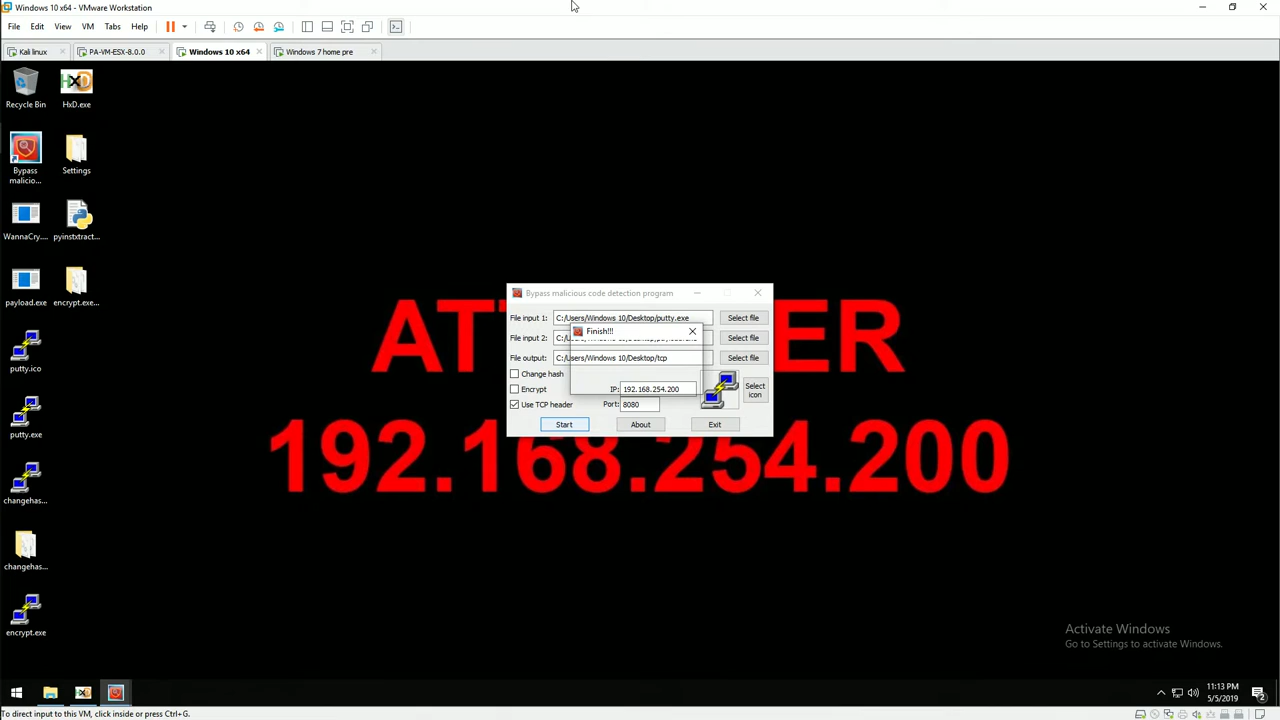 Windows 10 x64 - VMware Workstation
File Edit View VM Tabs Help
Kali linux
PA-VM-ESX-8.0.0
Windows 10 x64
Windows 7 home pre
Recycle Bin
HxD.exe
Bypass malicio...
Settings
WannaCry....
pyinstxtract...
payload.exe
encrypt.exe...
putty.ico
putty.exe
changehas...
changehas...
encrypt.exe
192.168.254.200
Bypass malicious code detection program
File input 1: C:/Users/Windows 10/Desktop/putty.exe Select file
Finish!!!
File input 2: C:/ Select file
File output: C:/Users/Windows 10/Desktop/tcp Select file
Change hash
Encrypt IP: 192.168.254.200
Select icon
Use TCP header Port: 8080
Start About Exit
Activate Windows
Go to Settings to activate Windows.
11:13 PM
5/5/2019
2
To direct input to this VM, click inside or press Ctrl+G.